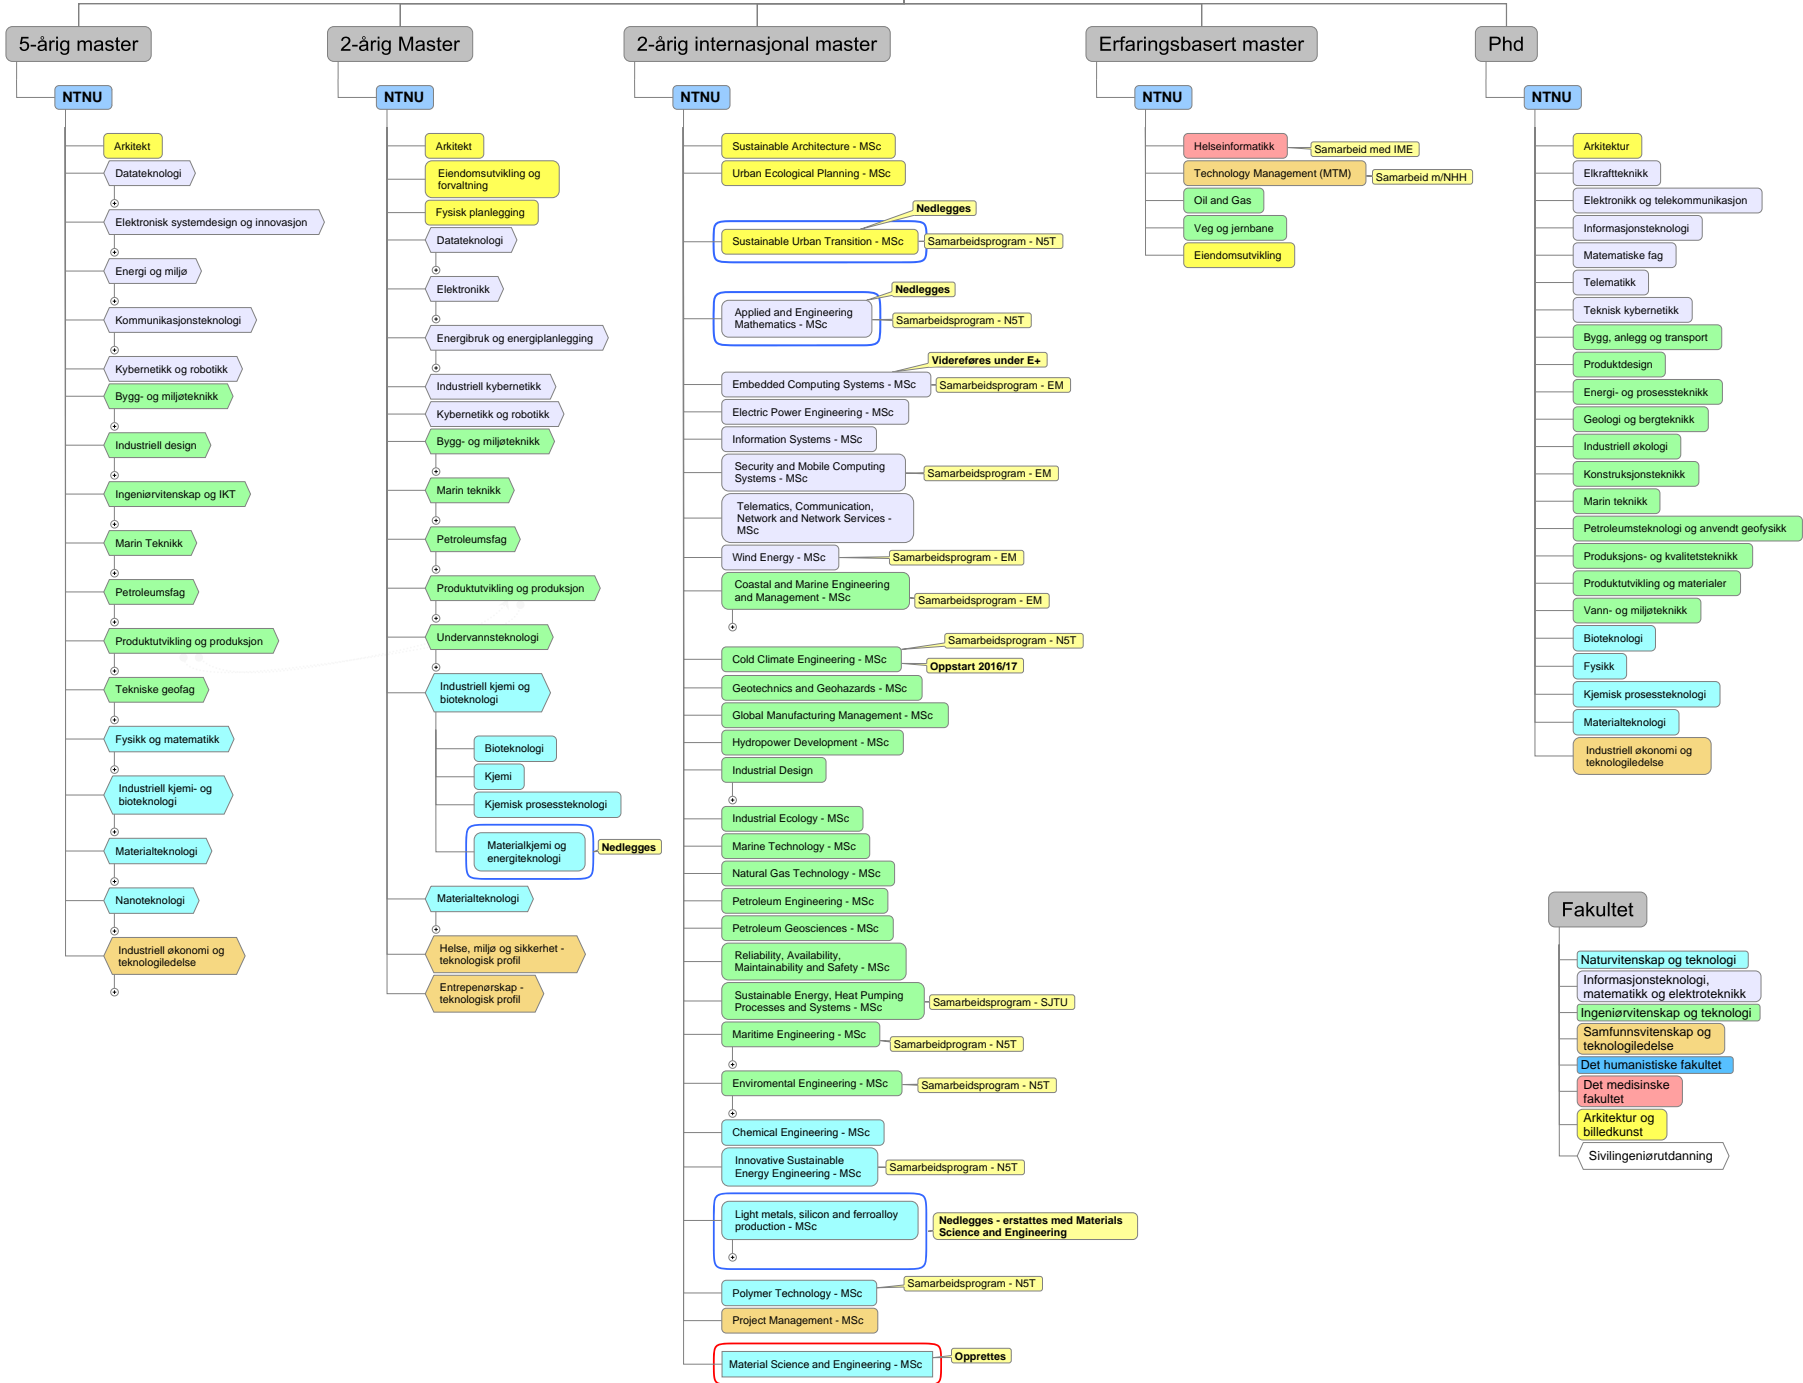 5-årig master
NTNU
Arkitekt
Datateknologi
Elektronisk systemdesign og innovasjon
Energi og miljø
Kommunikasjonsteknologi
Kybernetikk og robotikk
Bygg- og miljøteknikk
Industriell design
Ingeniørvitenskap og IKT
Marin Teknikk
Petroleumsfag
Produktutvikling og produksjon
Tekniske geofag
Fysikk og matematikk
Industriell kjemi- og
bioteknologi
Materialteknologi
Nanoteknologi
Industriell økonomi og
teknologiledelse
2-årig Master
NTNU
Arkitekt
Eiendomsutvikling og
forvaltning
Fysisk planlegging
Datateknologi
Elektronikk
Energibruk og energiplanlegging
Industriell kybernetikk
Kybernetikk og robotikk
Bygg- og miljøteknikk
Marin teknikk
Petroleumsfag
Produktutvikling og produksjon
Undervannsteknologi
Industriell kjemi og
bioteknologi
Bioteknologi
Kjemi
Kjemisk prosessteknologi
Materialkjemi og
energiteknologi
Nedlegges
Materialteknologi
Helse, miljø og sikkerhet -
teknologisk profil
Entrepenørskap -
teknologisk profil
2-årig internasjonal master
NTNU
Sustainable Architecture - MSc
Urban Ecological Planning - MSc
Nedlegges
Sustainable Urban Transition - MSc
Samarbeidsprogram - N5T
Nedlegges
Applied and Engineering
Mathematics - MSc
Samarbeidsprogram - N5T
Videreføres under E+
Embedded Computing Systems - MSc
Samarbeidsprogram - EM
Electric Power Engineering - MSc
Information Systems - MSc
Security and Mobile Computing
Systems - MSc
Samarbeidsprogram - EM
Telematics, Communication,
Network and Network Services -
MSc
Wind Energy - MSc
Samarbeidsprogram - EM
Coastal and Marine Engineering
and Management - MSc
Samarbeidsprogram - EM
Samarbeidsprogram - N5T
Cold Climate Engineering - MSc
Oppstart 2016/17
Geotechnics and Geohazards - MSc
Global Manufacturing Management - MSc
Hydropower Development - MSc
Industrial Design
Industrial Ecology - MSc
Marine Technology - MSc
Natural Gas Technology - MSc
Petroleum Engineering - MSc
Petroleum Geosciences - MSc
Reliability, Availability,
Maintainability and Safety - MSc
Sustainable Energy, Heat Pumping
Processes and Systems - MSc
Samarbeidsprogram - SJTU
Maritime Engineering - MSc
Samarbeidprogram - N5T
Enviromental Engineering - MSc
Samarbeidsprogram - N5T
Chemical Engineering - MSc
Innovative Sustainable
Energy Engineering - MSc
Samarbeidsprogram - N5T
Light metals, silicon and ferroalloy
production - MSc
Nedlegges - erstattes med Materials
Science and Engineering
Samarbeidsprogram - N5T
Polymer Technology - MSc
Project Management - MSc
Opprettes
Material Science and Engineering - MSc
Erfaringsbasert master
NTNU
Helseinformatikk
Samarbeid med IME
Technology Management (MTM)
Samarbeid m/NHH
Oil and Gas
Veg og jernbane
Eiendomsutvikling
Phd
NTNU
Arkitektur
Elkraftteknikk
Elektronikk og telekommunikasjon
Informasjonsteknologi
Matematiske fag
Telematikk
Teknisk kybernetikk
Bygg, anlegg og transport
Produktdesign
Energi- og prosessteknikk
Geologi og bergteknikk
Industriell økologi
Konstruksjonsteknikk
Marin teknikk
Petroleumsteknologi og anvendt geofysikk
Produksjons- og kvalitetsteknikk
Produktutvikling og materialer
Vann- og miljøteknikk
Bioteknologi
Fysikk
Kjemisk prosessteknologi
Materialteknologi
Industriell økonomi og
teknologiledelse
Fakultet
Naturvitenskap og teknologi
Informasjonsteknologi,
matematikk og elektroteknikk
Ingeniørvitenskap og teknologi
Samfunnsvitenskap og
teknologiledelse
Det humanistiske fakultet
Det medisinske
fakultet
Arkitektur og
billedkunst
Sivilingeniørutdanning